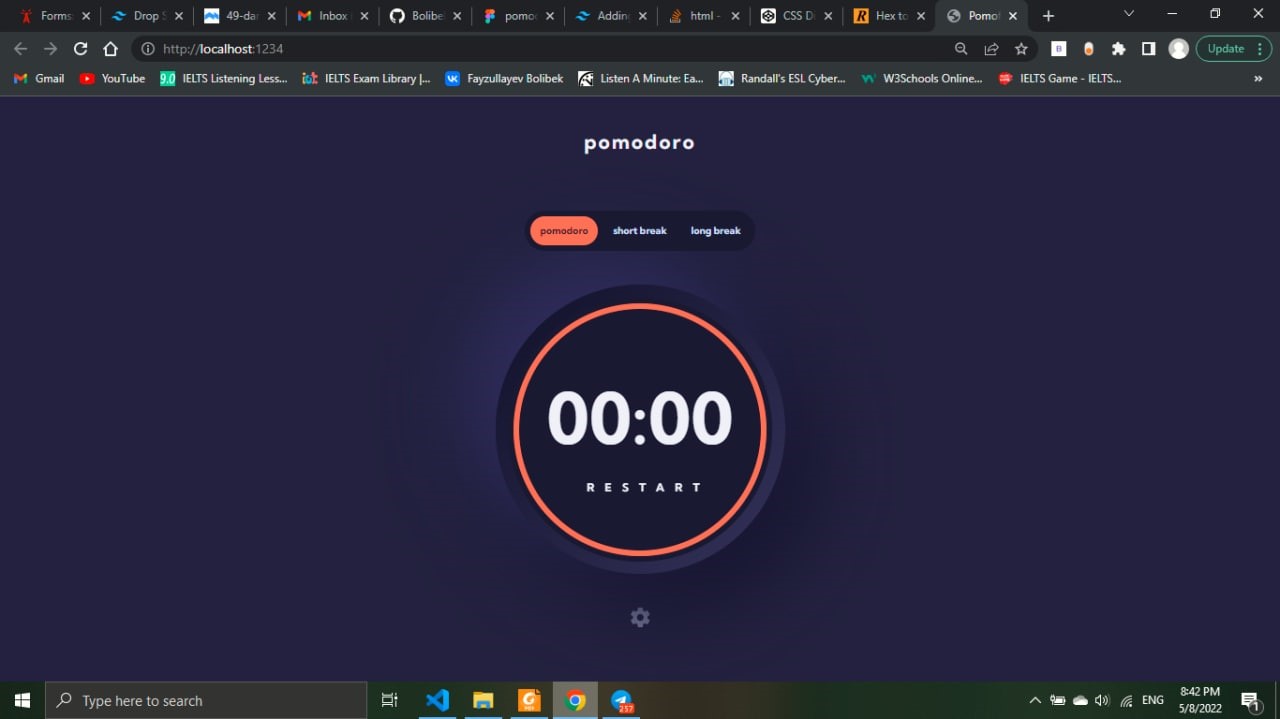 Forms:
Drop S
49-dar
Inbox
Bolibe
pomo
Adding
html -
CSS D
Hex to
Pomo
http://localhost:1234
Update
Gmail
YouTube
9.0 IELTS Listening Less...
IELTS Exam Library |...
Fayzullayev Bolibek
Listen A Minute: Ea...
Randall's ESL Cyber...
W3Schools Online...
IELTS Game - IELTS...
»
pomodoro
pomodoro short break long break
00:00
RESTART
Type here to search
257
ENG
8:42 PM
5/8/2022
1